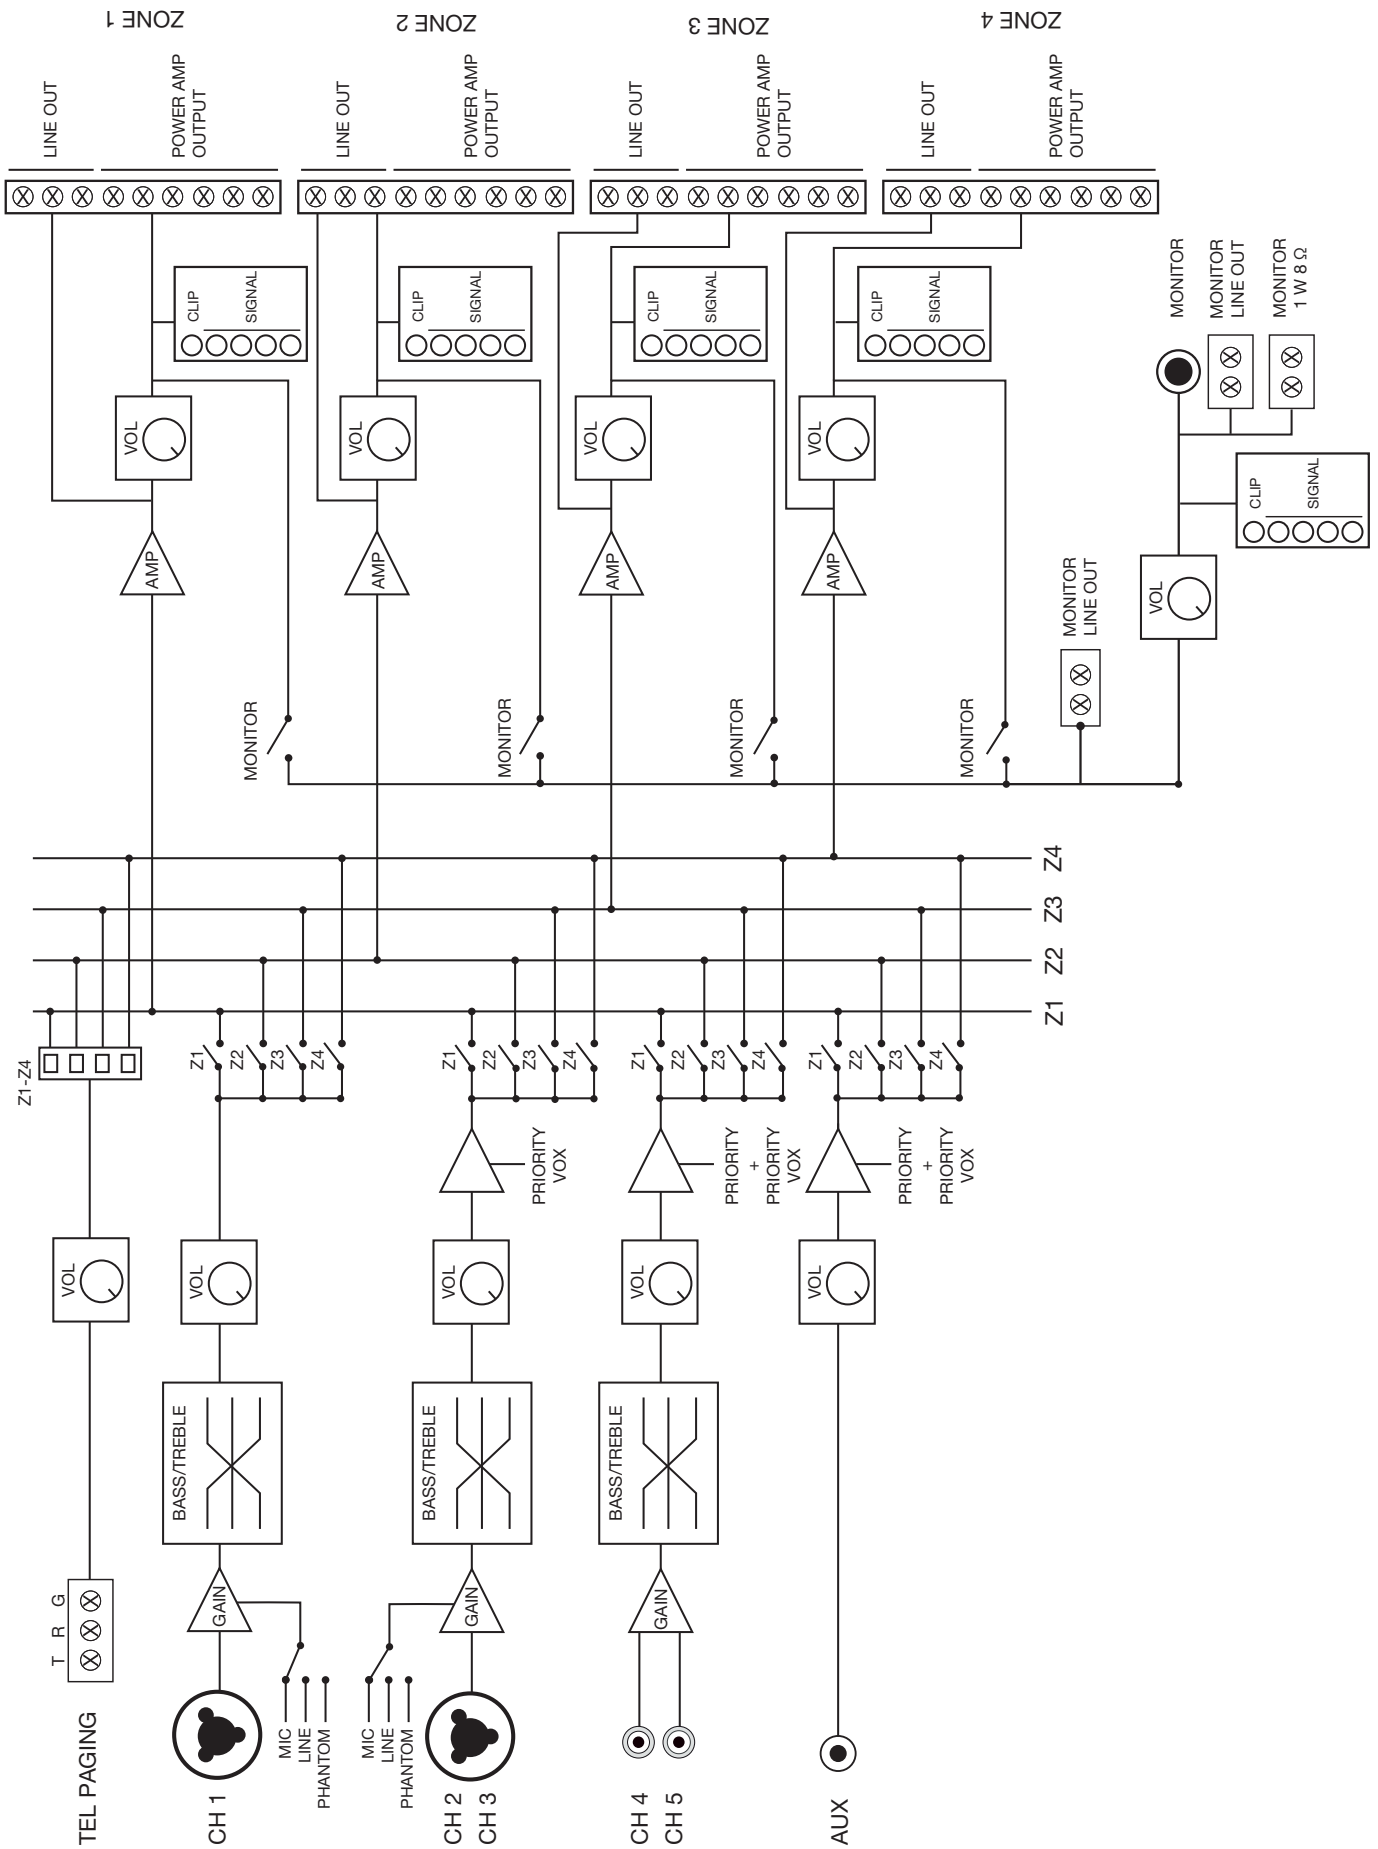 ZONE 1
ZONE 2
ZONE 3
ZONE 4
LINE OUT
POWER AMP
OUTPUT
LINE OUT
POWER AMP
OUTPUT
LINE OUT
POWER AMP
OUTPUT
LINE OUT
POWER AMP
OUTPUT
CLIP
SIGNAL
CLIP
SIGNAL
CLIP
SIGNAL
CLIP
SIGNAL
MONITOR
MONITOR
LINE OUT
MONITOR
1 W 8 Ω
VOL
VOL
VOL
VOL
CLIP
SIGNAL
AMP
AMP
AMP
AMP
MONITOR
LINE OUT
VOL
MONITOR
MONITOR
MONITOR
MONITOR
Z4
Z3
Z2
Z1
Z1-Z4
Z1
Z2
Z3
Z4
Z1
Z2
Z3
Z4
Z1
Z2
Z3
Z4
Z1
Z2
Z3
Z4
PRIORITY
VOX
PRIORITY
+
PRIORITY
VOX
PRIORITY
+
PRIORITY
VOX
VOL
VOL
VOL
VOL
VOL
BASS/TREBLE
BASS/TREBLE
BASS/TREBLE
T R G
GAIN
GAIN
GAIN
MIC
LINE
PHANTOM
MIC
LINE
PHANTOM
TEL PAGING
CH 1
CH 2
CH 3
CH 4
CH 5
AUX